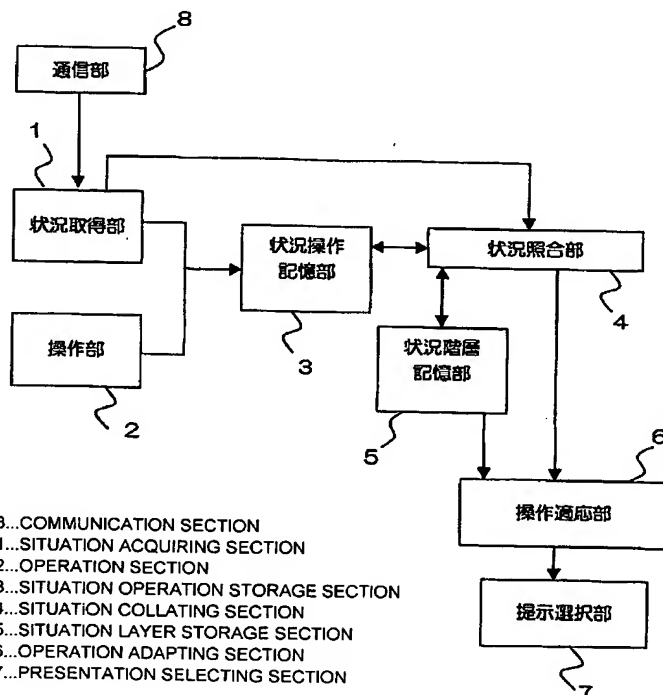 8
通信部
1
状況取得部
状況操作
記憶部
状況照合部
4
操作部
3
状況階層
記憶部
2
5
6
操作適応部
8...COMMUNICATION SECTION
1...SITUATION ACQUIRING SECTION
2...OPERATION SECTION
3...SITUATION OPERATION STORAGE SECTION
4...SITUATION COLLATING SECTION
5...SITUATION LAYER STORAGE SECTION
6...OPERATION ADAPTING SECTION
7...PRESENTATION SELECTING SECTION
提示選択部
7